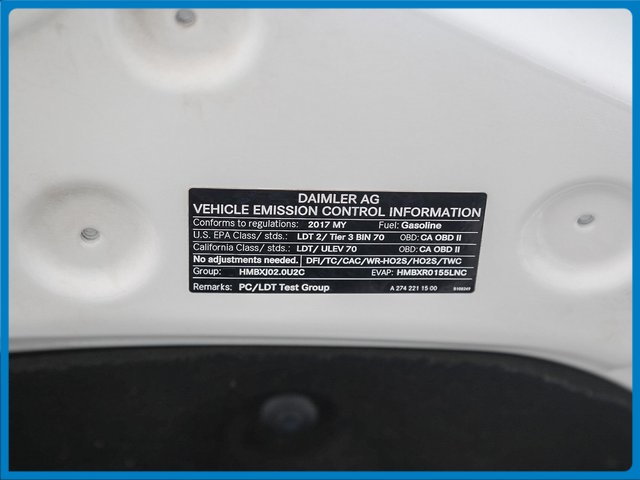 DAIMLER AG
VEHICLE EMISSION CONTROL INFORMATION
Conforms to regulations: 2017 MY Fuel: Gasoline
U.S. EPA Class/ stds.: LDT 2/ Tier 3 BIN 70 OBD: CA OBD II
California Class/ stds.: LDT/ ULEV 70 OBD: CA OBD II
No adjustments needed. DFI/TC/CAC/WR-HO2S/HO2S/TWC
Group: HMBXJ02.0U2C EVAP: HMBXR0155LNC
Remarks: PC/LDT Test Group A 274 221 15 00